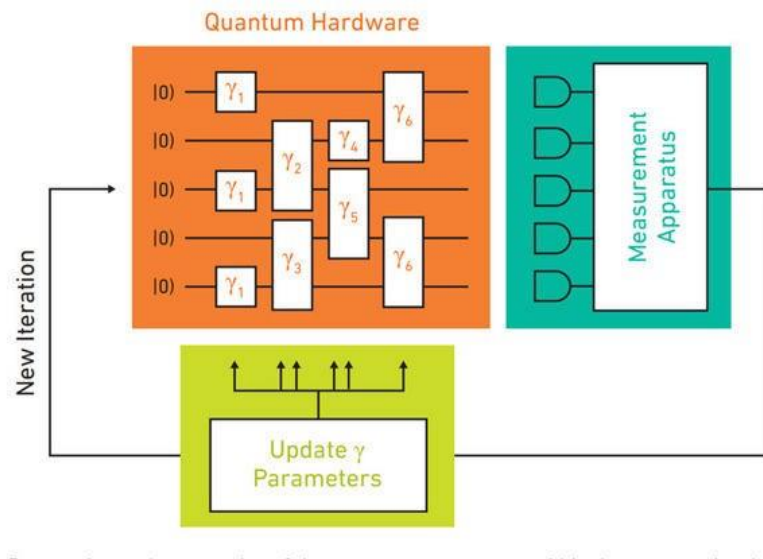 Quantum Hardware
|0⟩
γ1
γ6
|0⟩
γ2
γ4
|0⟩
γ1
γ5
|0⟩
γ3
γ6
|0⟩
γ1
Measurement
Apparatus
New Iteration
Update γ
Parameters